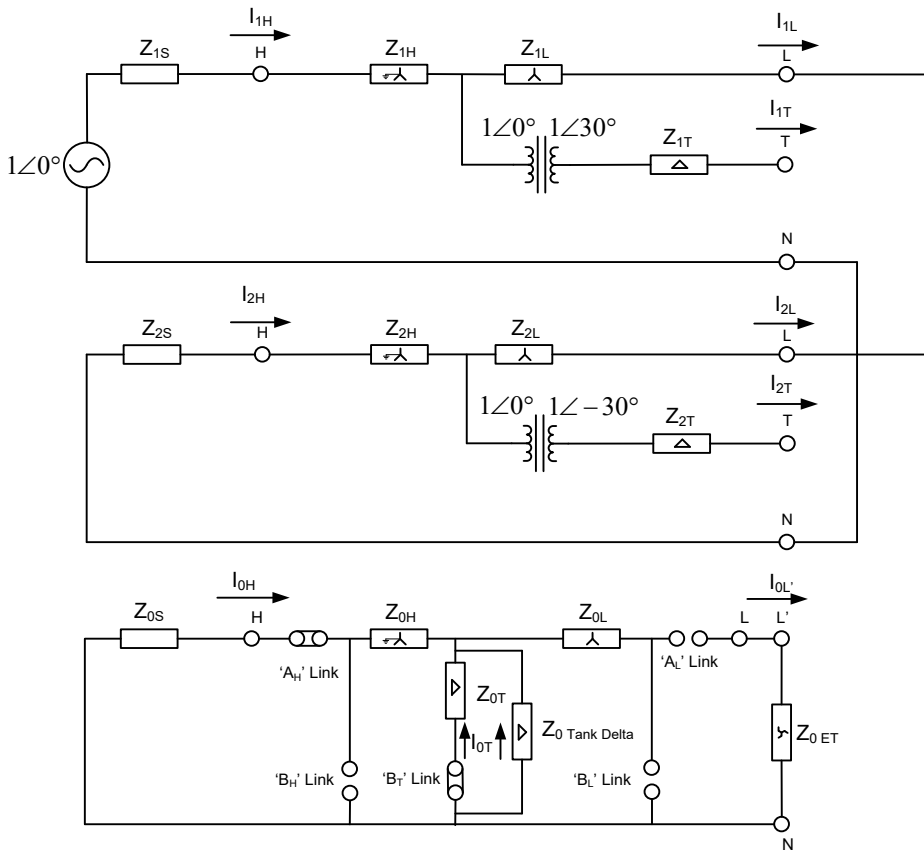 I1H
I1L
Z1S
H
Z1H
Z1L
L
I1T
1∠0°
1∠30°
Z1T
T
1∠0°
N
I2H
I2L
Z2S
H
Z2H
Z2L
L
I2T
1∠0°
1∠−30°
Z2T
T
N
I0H
I0L'
Z0S
H
Z0H
Z0L
L
L'
'AH' Link
'AL' Link
Z0T
Z0 Tank Delta
Z0 ET
I0T
'BH' Link
'BT' Link
'BL' Link
N